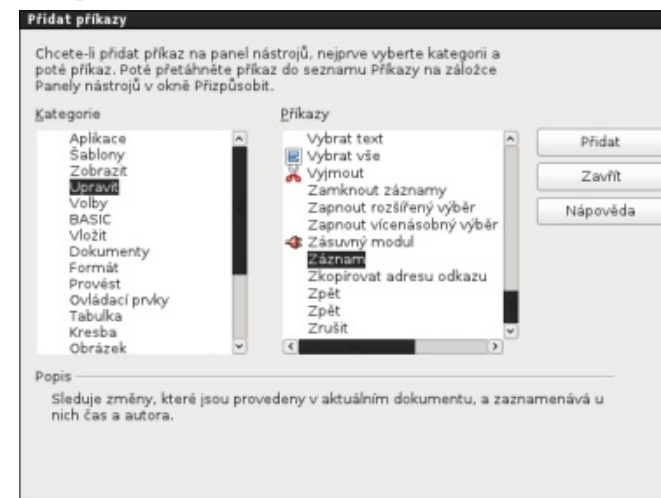 Přidat příkazy
Chcete-li přidat příkaz na panel nástrojů, nejprve vyberte kategorii a
poté příkaz. Poté přetáhněte příkaz do seznamu Příkazy na záložce
Panely nástrojů v okně Přizpůsobit.
Kategorie
Aplikace
Šablony
Zobrazit
Upravit
Volby
BASIC
Vložit
Dokumenty
Formát
Provést
Ovládací prvky
Tabulka
Kresba
Obrázek
Příkazy
Vybrat text
Vybrat vše
Vyjmout
Zamknout záznamy
Zapnout rozšířený výběr
Zapnout vícenásobný výběr
Zásuvný modul
Záznam
Zkopírovat adresu odkazu
Zpět
Zpět
Zrušit
Přidat
Zavřít
Nápověda
Popis
Sleduje změny, které jsou provedeny v aktuálním dokumentu, a zaznamenává u
nich čas a autora.